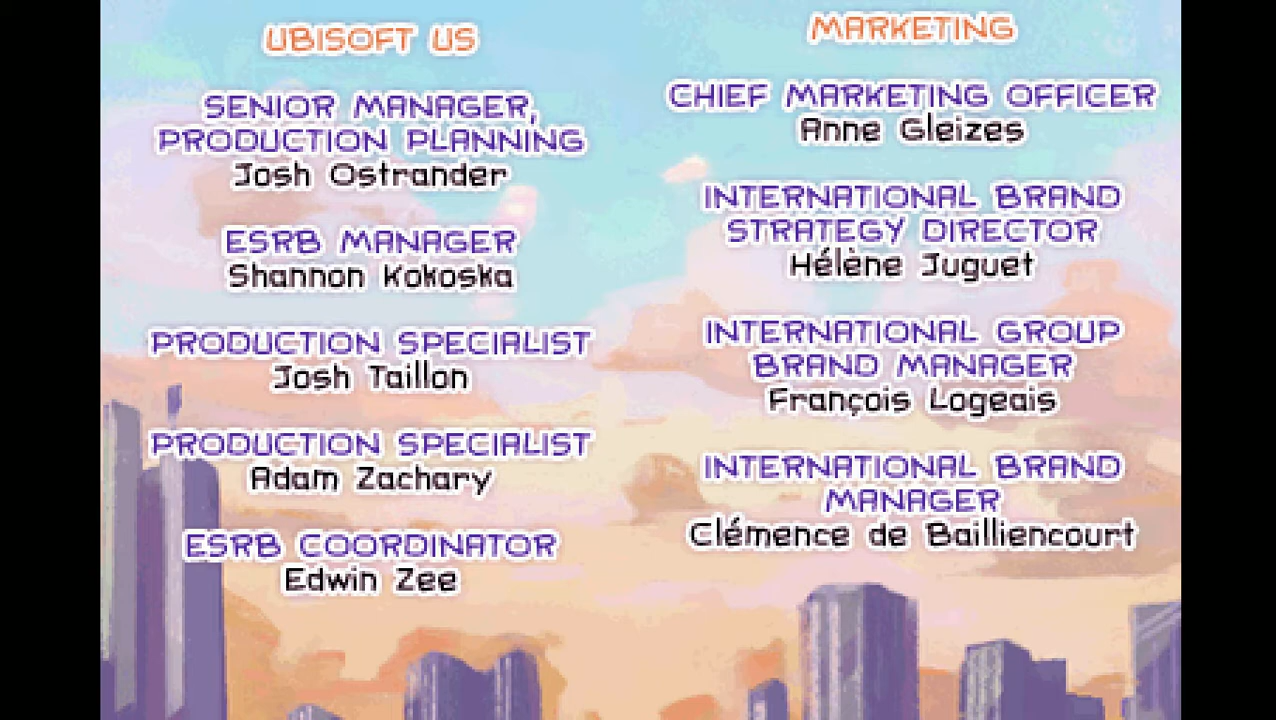 UBISOFT US
SENIOR MANAGER,
PRODUCTION PLANNING
Josh Ostrander
ESRB MANAGER
Shannon Kokoska
PRODUCTION SPECIALIST
Josh Taillon
PRODUCTION SPECIALIST
Adam Zachary
ESRB COORDINATOR
Edwin Zee
MARKETING
CHIEF MARKETING OFFICER
Anne Gleizes
INTERNATIONAL BRAND
STRATEGY DIRECTOR
Hélène Juguet
INTERNATIONAL GROUP
BRAND MANAGER
François Logeais
INTERNATIONAL BRAND
MANAGER
Clémence de Bailliencourt